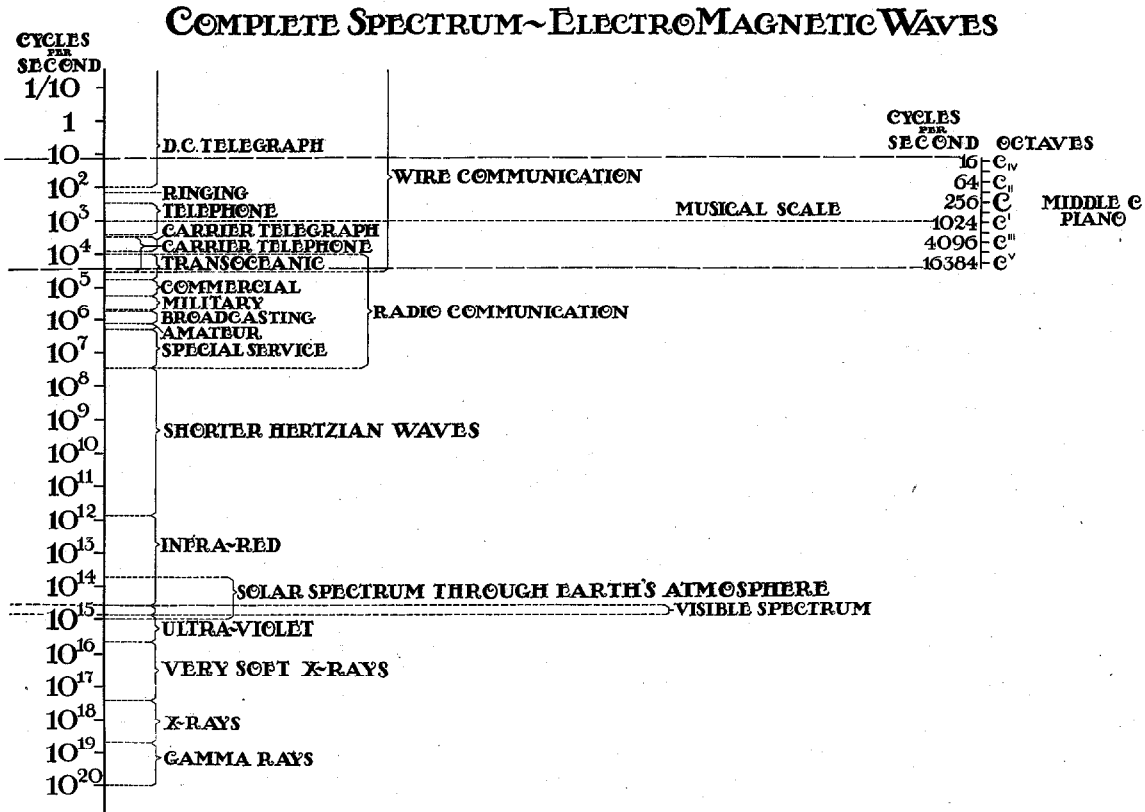 COMPLETE SPECTRUM~ELECTROMAGNETIC WAVES
CYCLES
PER
SECOND
1/10
1
10
10²
10³
10⁴
10⁵
10⁶
10⁷
10⁸
10⁹
10¹⁰
10¹¹
10¹²
10¹³
10¹⁴
10¹⁵
10¹⁶
10¹⁷
10¹⁸
10¹⁹
10²⁰
D.C. TELEGRAPH
RINGING
TELEPHONE
CARRIER TELEGRAPH
CARRIER TELEPHONE
TRANSOCEANIC
COMMERCIAL
MILITARY
BROADCASTING
AMATEUR
SPECIAL SERVICE
SHORTER HERTZIAN WAVES
INFRA~RED
SOLAR SPECTRUM THROUGH EARTH'S ATMOSPHERE
VISIBLE SPECTRUM
ULTRA~VIOLET
VERY SOFT X~RAYS
X~RAYS
GAMMA RAYS
WIRE COMMUNICATION
RADIO COMMUNICATION
MUSICAL SCALE
CYCLES
PER
SECOND OCTAVES
16 C IV
64 C II
256 C
1024 C I
4096 C III
16384 C V
MIDDLE C
PIANO